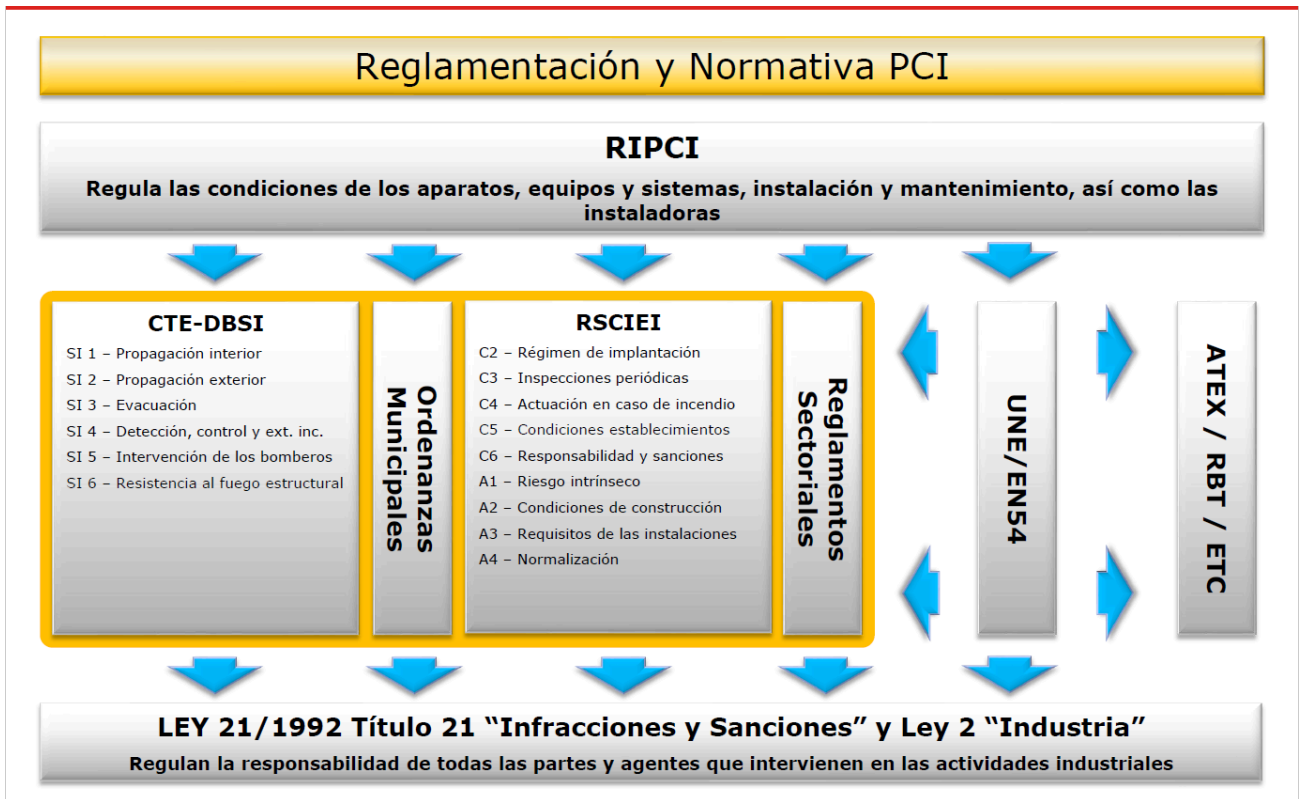 Reglamentación y Normativa PCI
RIPCI
Regula las condiciones de los aparatos, equipos y sistemas, instalación y mantenimiento, así como las
instaladoras
CTE-DBSI
SI 1 – Propagación interior
SI 2 – Propagación exterior
SI 3 – Evacuación
SI 4 – Detección, control y ext. inc.
SI 5 – Intervención de los bomberos
SI 6 – Resistencia al fuego estructural
Ordenanzas
Municipales
RSCIEI
C2 – Régimen de implantación
C3 – Inspecciones periódicas
C4 – Actuación en caso de incendio
C5 – Condiciones establecimientos
C6 – Responsabilidad y sanciones
A1 – Riesgo intrínseco
A2 – Condiciones de construcción
A3 – Requisitos de las instalaciones
A4 – Normalización
Reglamentos
Sectoriales
UNE/EN54
ATEX / RBT / ETC
LEY 21/1992 Título 21 “Infracciones y Sanciones” y Ley 2 “Industria”
Regulan la responsabilidad de todas las partes y agentes que intervienen en las actividades industriales